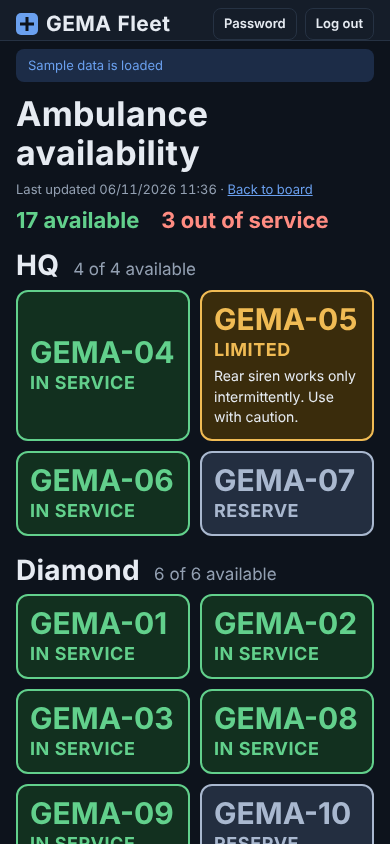 GEMA Fleet
Password
Log out
Sample data is loaded
Ambulance
availability
Last updated 06/11/2026 11:36 · Back to board
17 available 3 out of service
HQ 4 of 4 available
GEMA-04
IN SERVICE
GEMA-05
LIMITED
Rear siren works only
intermittently. Use
with caution.
GEMA-06
IN SERVICE
GEMA-07
RESERVE
Diamond 6 of 6 available
GEMA-01
IN SERVICE
GEMA-02
IN SERVICE
GEMA-03
IN SERVICE
GEMA-08
IN SERVICE
GEMA-09
IN SERVICE
GEMA-10
RESERVE